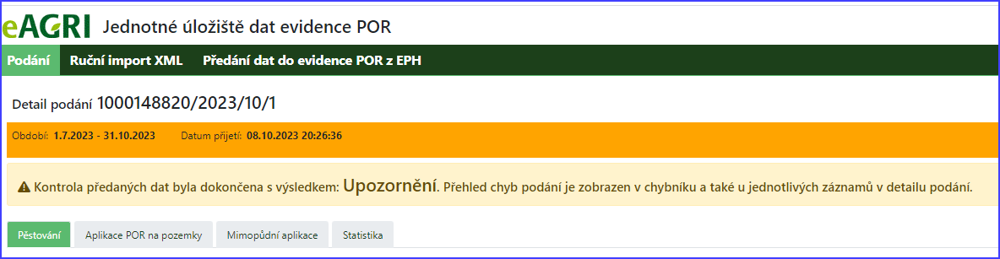 eAGRI Jednotné úložiště dat evidence POR
Podání Ruční import XML Předání dat do evidence POR z EPH
Detail podání 1000148820/2023/10/1
Období: 1.7.2023 - 31.10.2023 Datum přijetí: 08.10.2023 20:26:36
Kontrola předaných dat byla dokončena s výsledkem: Upozornění. Přehled chyb podání je zobrazen v chybníku a také u jednotlivých záznamů v detailu podání.
Pěstování Aplikace POR na pozemky Mimopůdní aplikace Statistika